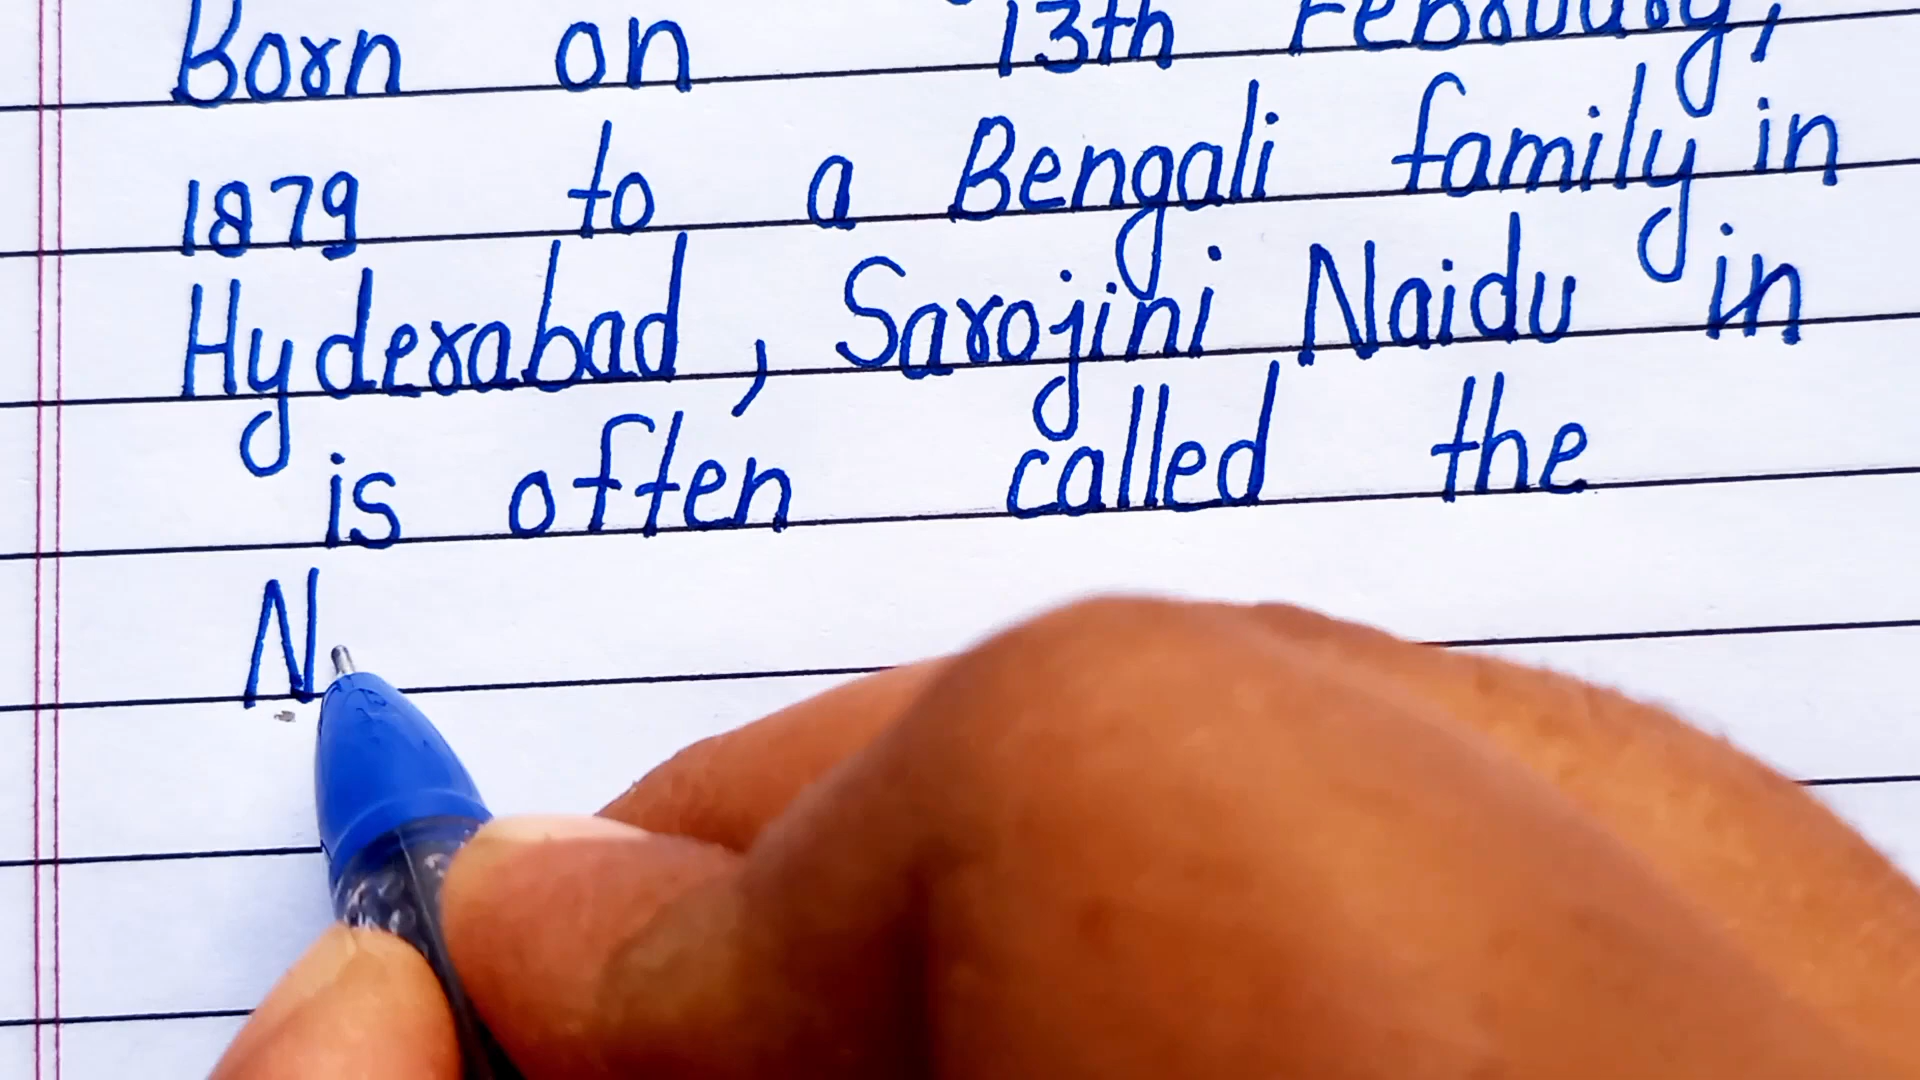 Born on 13th February,
1879 to a Bengali family in
Hyderabad, Sarojini Naidu in
is often called the
N